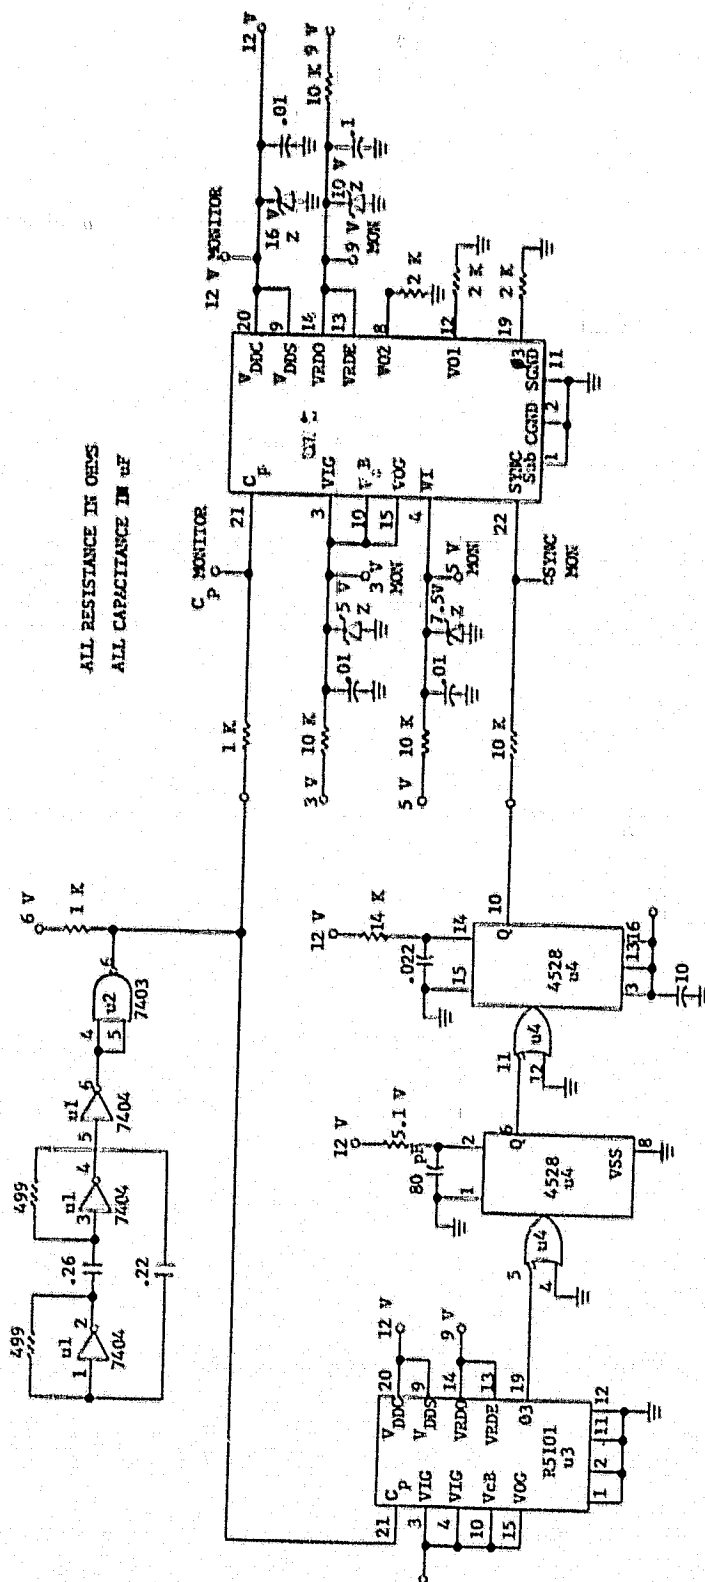 ALL RESISTANCE IN OHMS
ALL CAPACITANCE IN uF
499
u1
1
2
7404
.26
499
u1
3
4
7404
.22
5
6
7404
u1
4
5
u2
6
7403
6 V
1 K
C P MONITOR
1 K
21
3 V
10 K
.01
5 V
Z
3 V
MON
3
10
15
5 V
10 K
.01
7.5V
Z
5 V
MON
4
10 K
SYNC
MON
22
C P
VIG
VOG
VI
SYNC
Sub
CGND
SGND
1
2
11
V DDC
V DDS
VRDO
VRDE
VO2
VO1
ø3
20
9
14
13
8
12
19
12 V MONITOR
16 V
Z
.01
12 V
9 V
MON
10 V
Z
.1
10 K
9 V
2 K
2 K
2 K
21
3
4
10
15
C P
VIG
VIG
VcB
VOG
R5101
u3
1
2
11
12
V DDC
V DDS
VRDO
VRDE
03
20
9
14
13
19
12 V
9 V
5
4
u4
12 V
5.1 V
80 pF
1
2
4528
u4
Q
6
VSS
8
11
12
u4
12 V
14 K
.022
15
14
4528
u4
Q
10
3
13
16
10